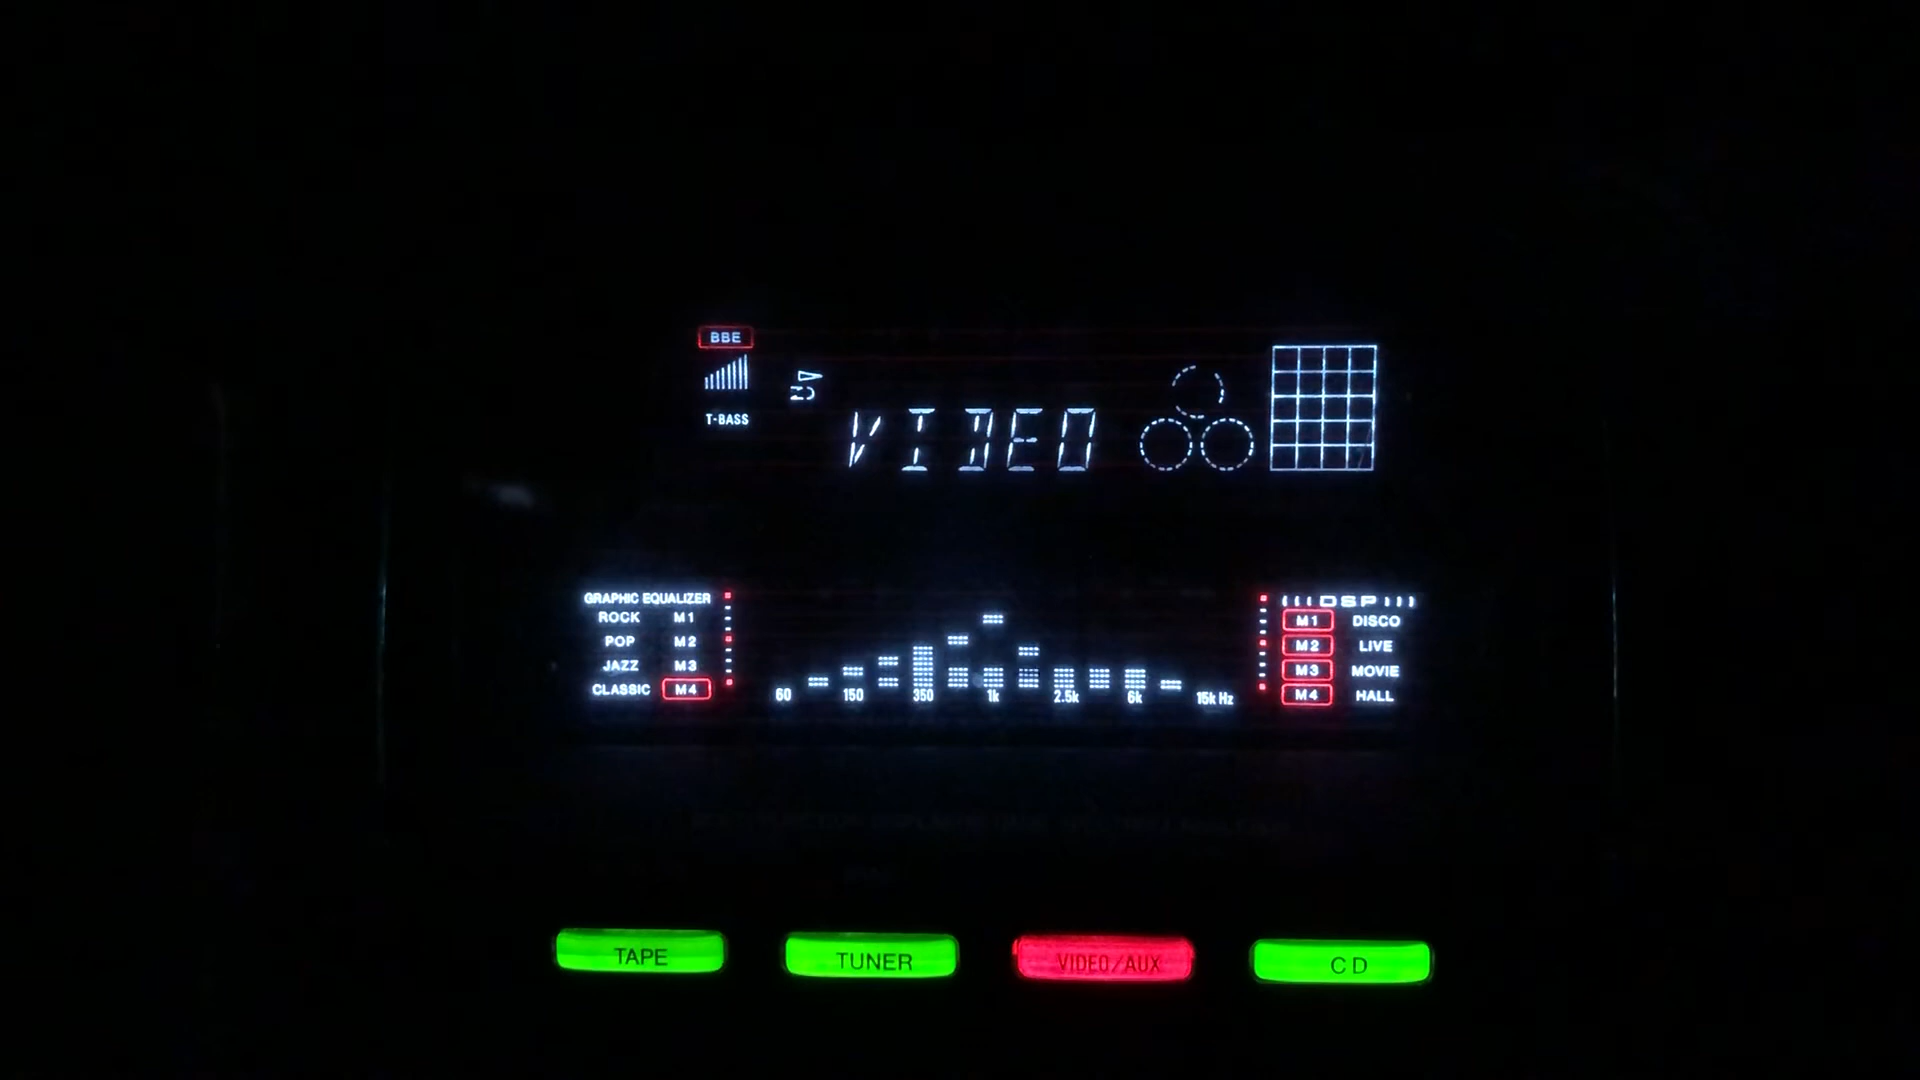 BBE
T-BASS
VIDEO
GRAPHIC EQUALIZER
ROCK M1
POP M2
JAZZ M3
CLASSIC M4
60 150 350 1k 2.5k 6k 15k Hz
DSP
M1 DISCO
M2 LIVE
M3 MOVIE
M4 HALL
TAPE TUNER VIDEO/AUX CD